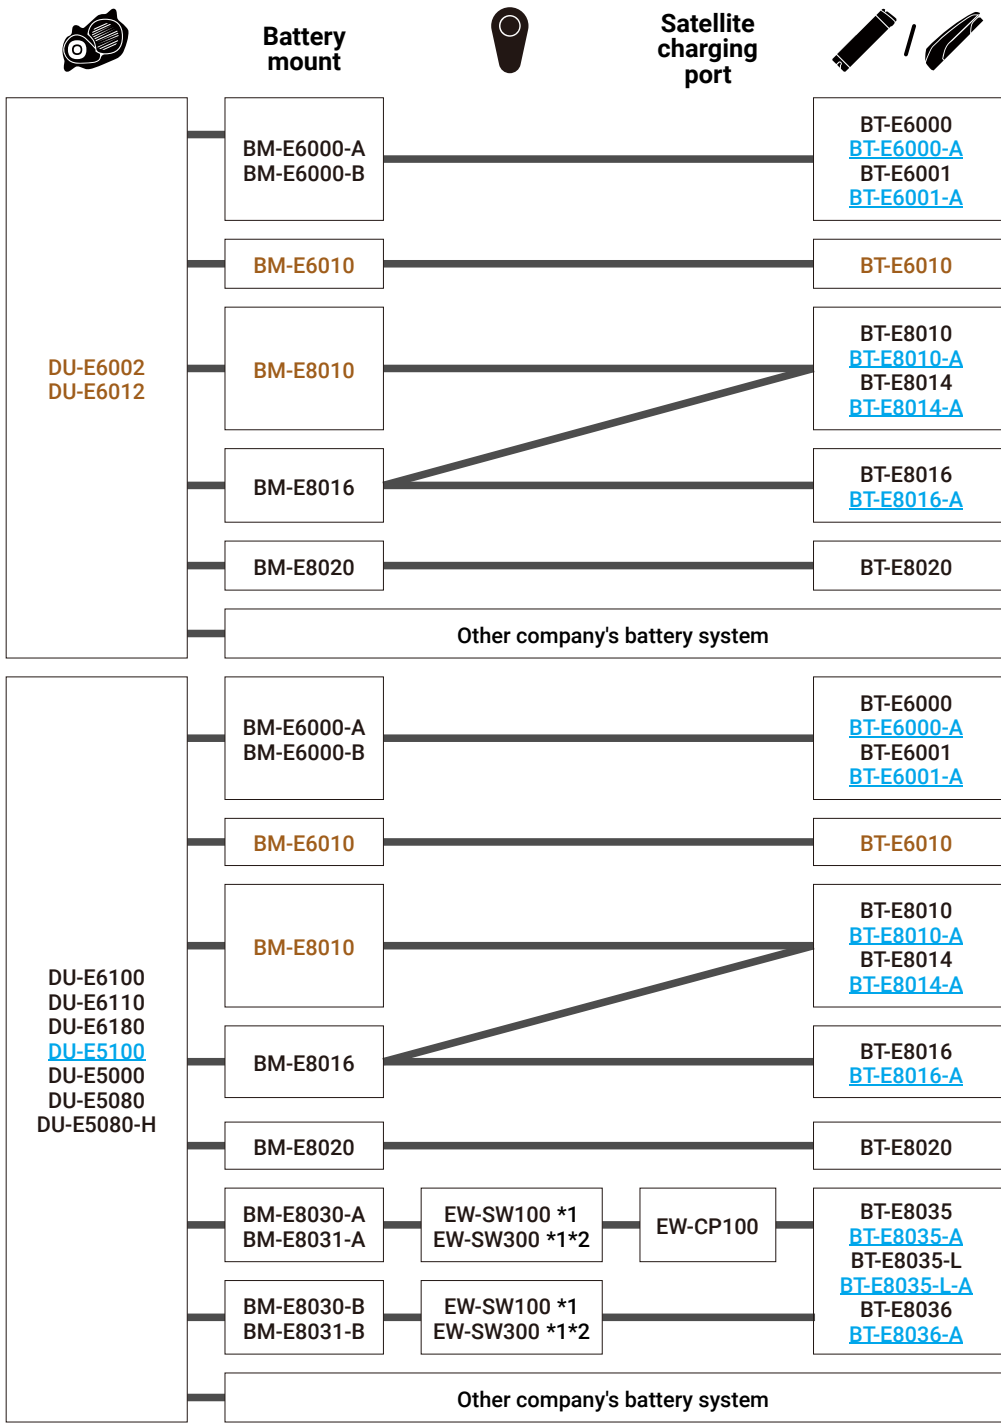 Battery
mount
Satellite
charging
port
DU-E6002
DU-E6012
BM-E6000-A
BM-E6000-B
BT-E6000
BT-E6000-A
BT-E6001
BT-E6001-A
BM-E6010
BT-E6010
BM-E8010
BT-E8010
BT-E8010-A
BT-E8014
BT-E8014-A
BM-E8016
BT-E8016
BT-E8016-A
BM-E8020
BT-E8020
Other company's battery system
DU-E6100
DU-E6110
DU-E6180
DU-E5100
DU-E5000
DU-E5080
DU-E5080-H
BM-E6000-A
BM-E6000-B
BT-E6000
BT-E6000-A
BT-E6001
BT-E6001-A
BM-E6010
BT-E6010
BM-E8010
BT-E8010
BT-E8010-A
BT-E8014
BT-E8014-A
BM-E8016
BT-E8016
BT-E8016-A
BM-E8020
BT-E8020
BM-E8030-A
BM-E8031-A
EW-SW100 *1
EW-SW300 *1*2
EW-CP100
BM-E8030-B
BM-E8031-B
EW-SW100 *1
EW-SW300 *1*2
BT-E8035
BT-E8035-A
BT-E8035-L
BT-E8035-L-A
BT-E8036
BT-E8036-A
Other company's battery system